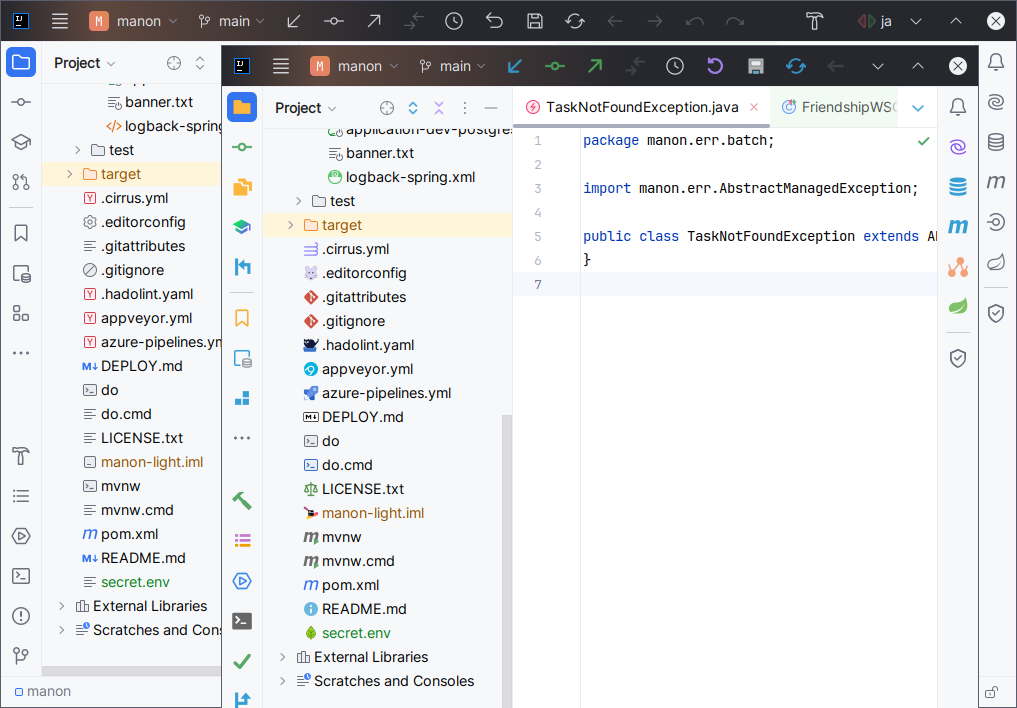 M manon main ja
Project
banner.txt
logback-spring
test
target
.cirrus.yml
.editorconfig
.gitattributes
.gitignore
.hadolint.yaml
appveyor.yml
azure-pipelines.ym
DEPLOY.md
do
do.cmd
LICENSE.txt
manon-light.iml
mvnw
mvnw.cmd
pom.xml
README.md
secret.env
External Libraries
Scratches and Cons
manon
M manon main
Project
application-dev-postgres
banner.txt
logback-spring.xml
test
target
.cirrus.yml
.editorconfig
.gitattributes
.gitignore
.hadolint.yaml
appveyor.yml
azure-pipelines.yml
DEPLOY.md
do
do.cmd
LICENSE.txt
manon-light.iml
mvnw
mvnw.cmd
pom.xml
README.md
secret.env
External Libraries
Scratches and Consoles
TaskNotFoundException.java FriendshipWSC
1 package manon.err.batch;
2
3 import manon.err.AbstractManagedException;
4
5 public class TaskNotFoundException extends Ab
6 }
7